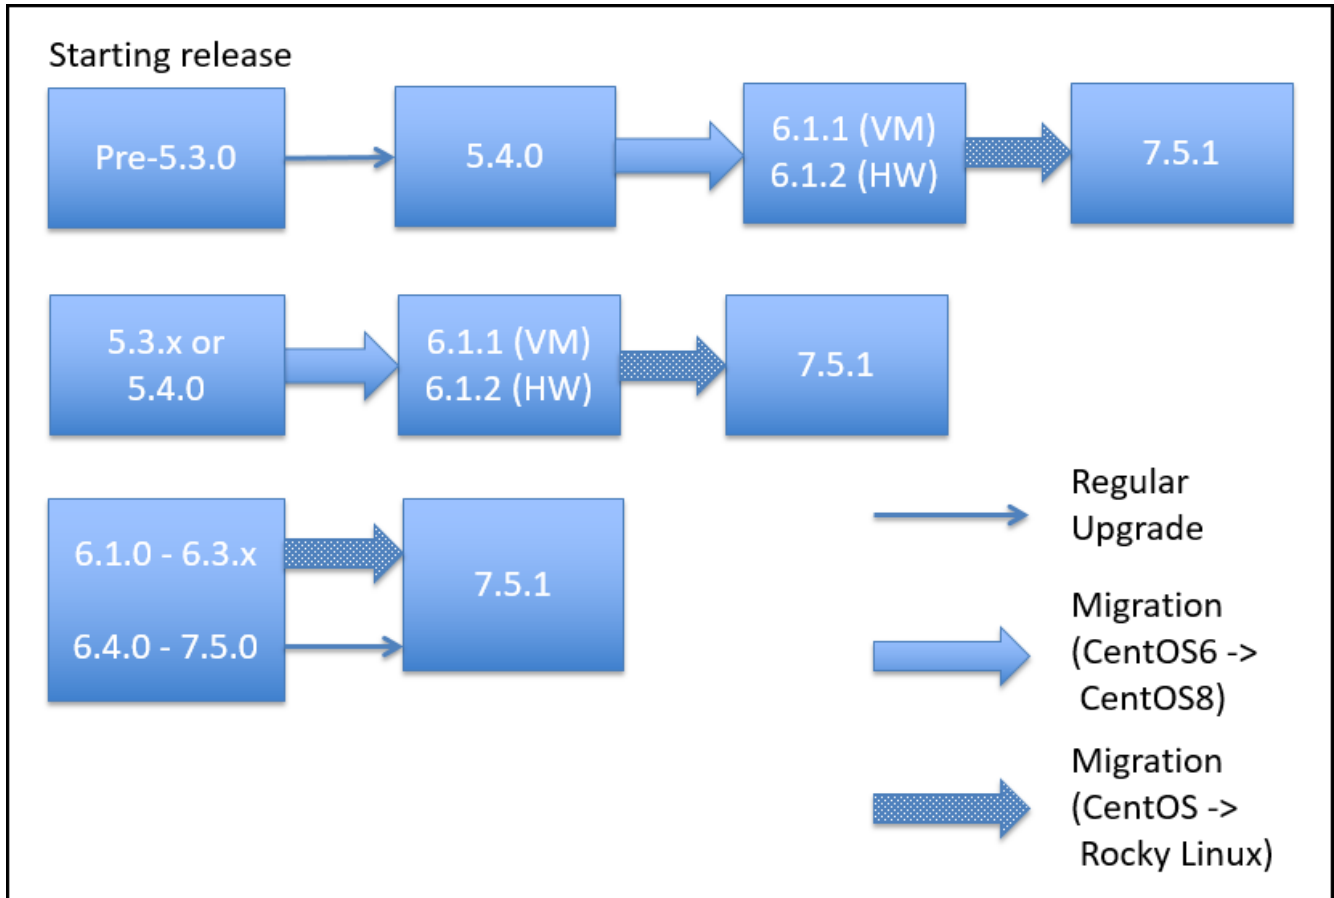 Starting release
Pre-5.3.0
5.4.0
6.1.1 (VM)
6.1.2 (HW)
7.5.1
5.3.x or
5.4.0
6.1.1 (VM)
6.1.2 (HW)
7.5.1
6.1.0 - 6.3.x
6.4.0 - 7.5.0
7.5.1
Regular
Upgrade
Migration
(CentOS6 ->
CentOS8)
Migration
(CentOS ->
Rocky Linux)